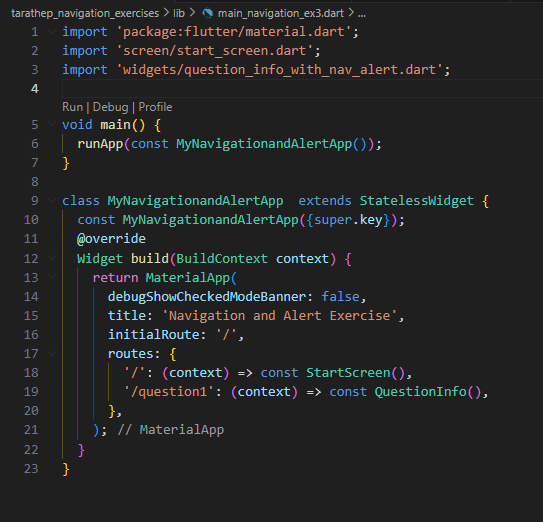 tarathep_navigation_exercises > lib > main_navigation_ex3.dart > ...
1 import 'package:flutter/material.dart';
2 import 'screen/start_screen.dart';
3 import 'widgets/question_info_with_nav_alert.dart';
4
Run | Debug | Profile
5 void main() {
6   runApp(const MyNavigationandAlertApp());
7 }
8
9 class MyNavigationandAlertApp  extends StatelessWidget {
10   const MyNavigationandAlertApp({super.key});
11   @override
12   Widget build(BuildContext context) {
13     return MaterialApp(
14       debugShowCheckedModeBanner: false,
15       title: 'Navigation and Alert Exercise',
16       initialRoute: '/',
17       routes: {
18         '/': (context) => const StartScreen(),
19         '/question1': (context) => const QuestionInfo(),
20       },
21     ); // MaterialApp
22   }
23 }